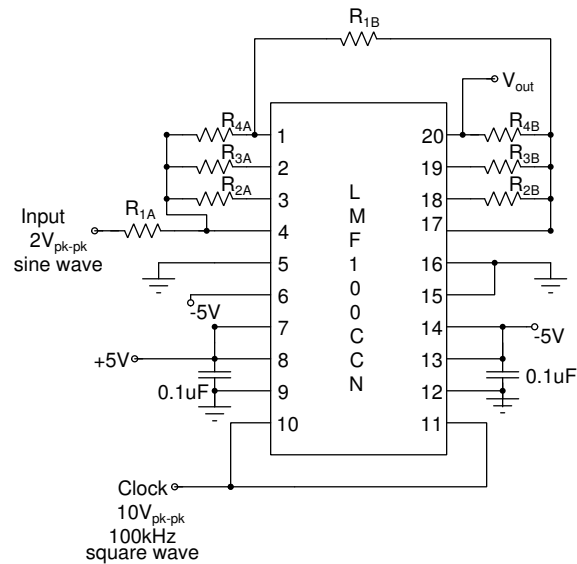 R1B
Vout
R4A
1
20
R4B
R3A
2
19
R3B
R2A
3
18
R2B
Input
2Vpk-pk
sine wave
R1A
4
17
5
16
6
15
-5V
7
14
-5V
+5V
8
13
0.1uF
9
12
0.1uF
10
11
L
M
F
1
0
0
C
C
N
Clock
10Vpk-pk
100kHz
square wave